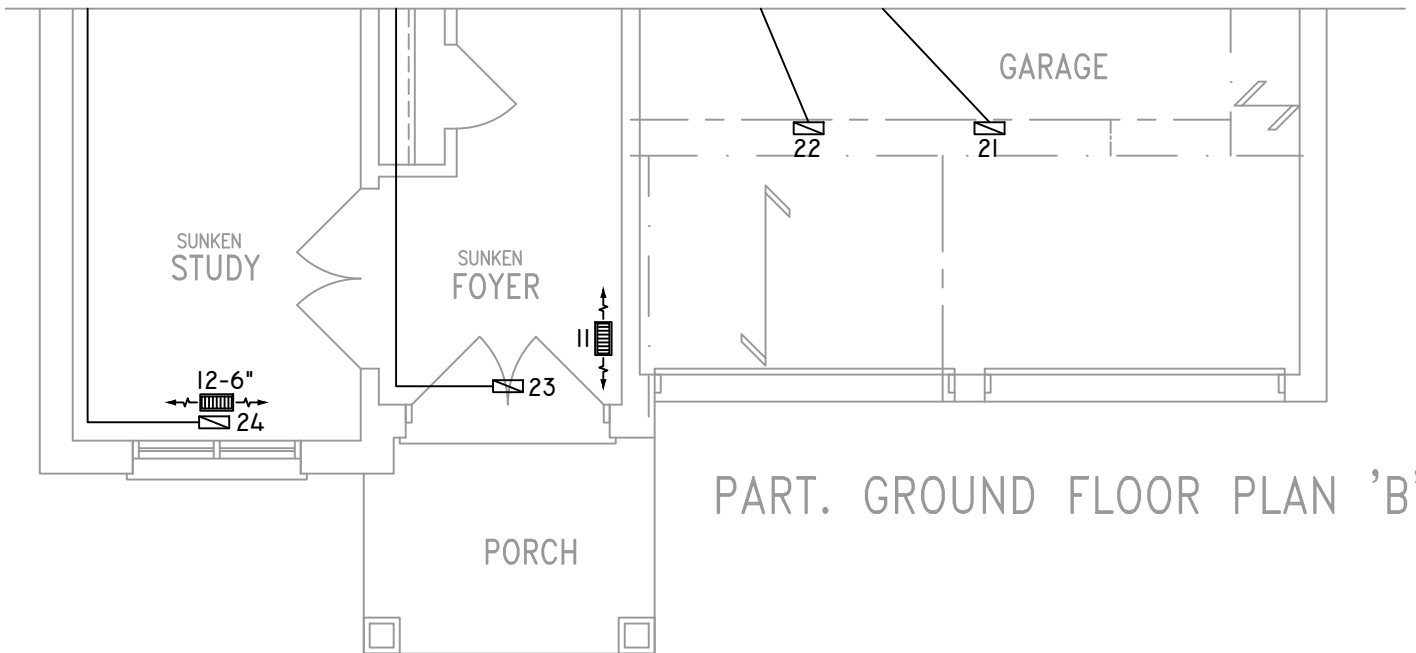 GARAGE
22
21
SUNKEN
STUDY
SUNKEN
FOYER
11
12-6"
23
24
PART. GROUND FLOOR PLAN 'B'
PORCH